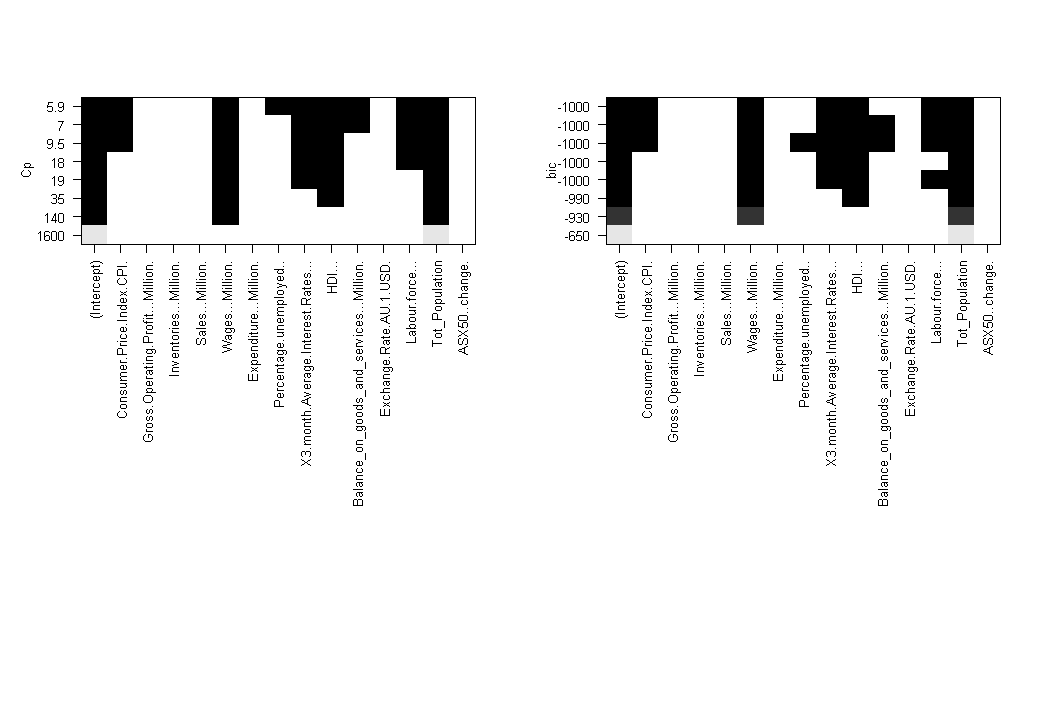 5.9
7
9.5
18
19
35
140
1600
Cp
(Intercept)
Consumer.Price.Index.CPI.
Gross.Operating.Profit...Million.
Inventories...Million.
Sales...Million.
Wages...Million.
Expenditure...Million.
Percentage.unemployed..
X3.month.Average.Interest.Rates...
HDI...
Balance_on_goods_and_services...Million.
Exchange.Rate.AU.1.USD.
Labour.force...
Tot_Population
ASX50...change.
-1000
-1000
-1000
-1000
-1000
-990
-930
-650
bic
(Intercept)
Consumer.Price.Index.CPI.
Gross.Operating.Profit...Million.
Inventories...Million.
Sales...Million.
Wages...Million.
Expenditure...Million.
Percentage.unemployed..
X3.month.Average.Interest.Rates...
HDI...
Balance_on_goods_and_services...Million.
Exchange.Rate.AU.1.USD.
Labour.force...
Tot_Population
ASX50...change.